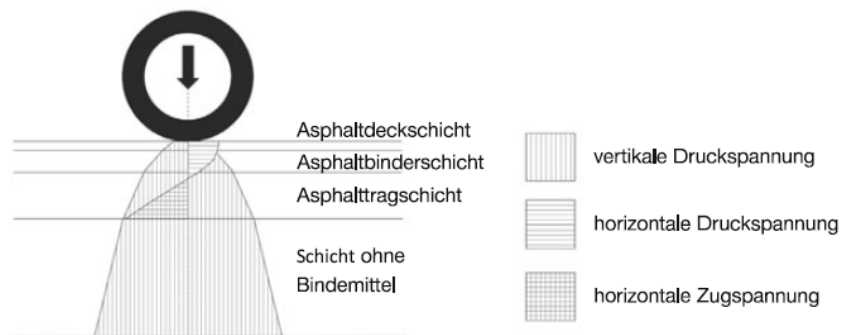 Asphaltdeckschicht
Asphaltbinderschicht
Asphalttragschicht
Schicht ohne
Bindemittel
vertikale Druckspannung
horizontale Druckspannung
horizontale Zugspannung